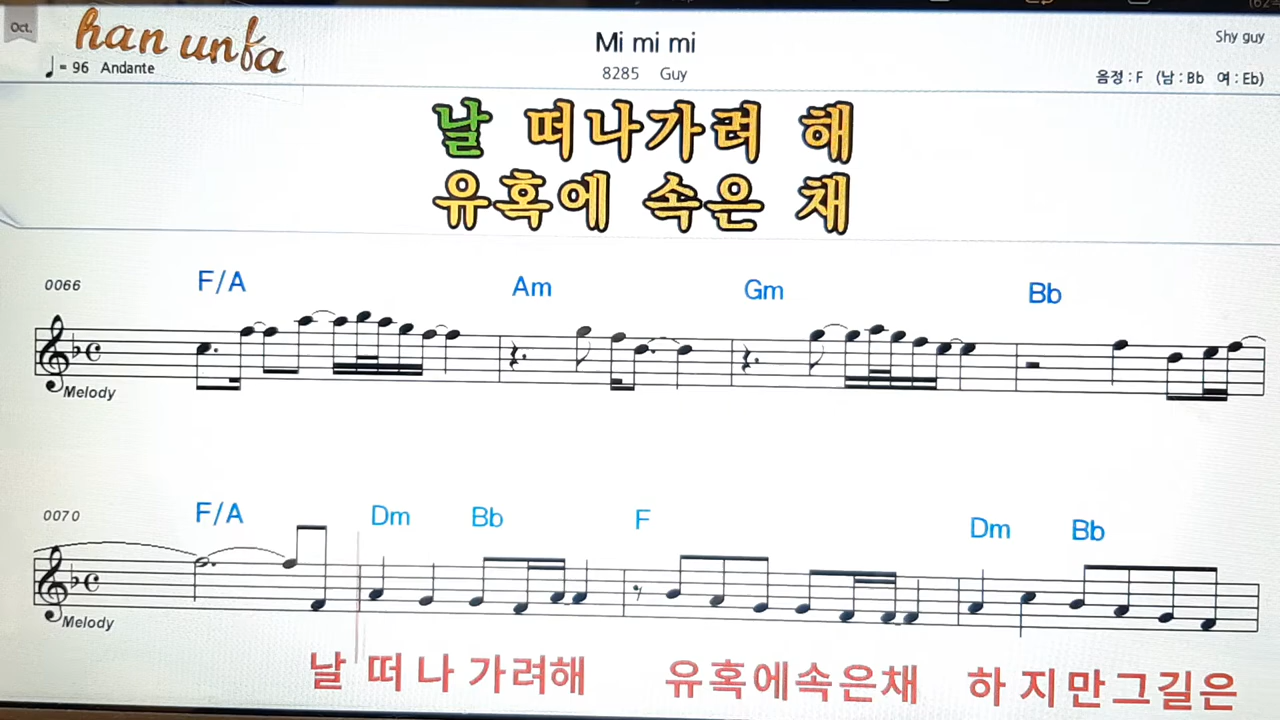 Oct.
han unfa
♩= 96 Andante
Mi mi mi
8285 Guy
Shy guy
음정 : F (남 : Bb 여 : Eb)
날 떠나가려 해
유혹에 속은 채
0066
F/A Am Gm Bb
Melody
0070
F/A Dm Bb F Dm Bb
Melody
날 떠 나 가려해 유혹에속은채 하 지만그길은